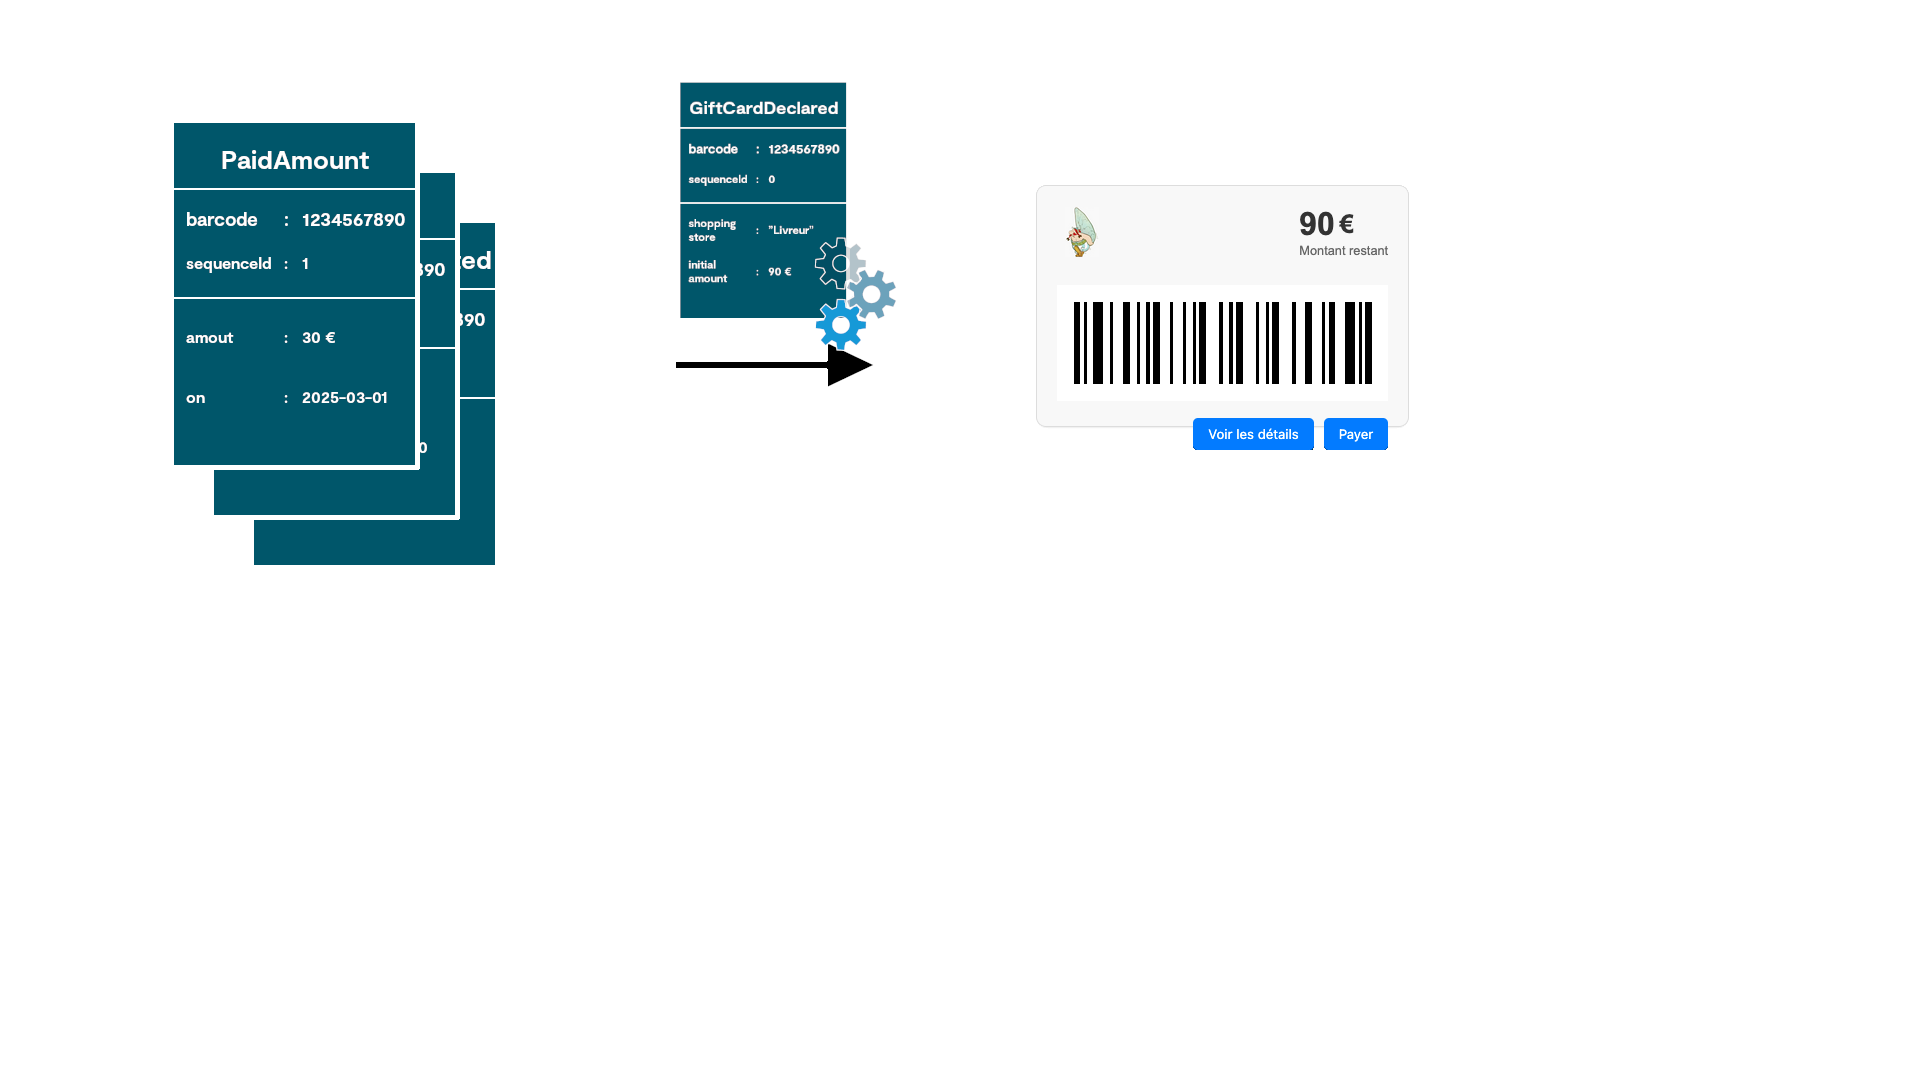 PaidAmount
barcode : 1234567890
sequenceId : 1
amout : 30 €
on : 2025-03-01
390
ted
390
0
GiftCardDeclared
barcode : 1234567890
sequenceId : 0
shopping
store : "Livreur"
initial
amount : 90 €
90 €
Montant restant
Voir les détails
Payer